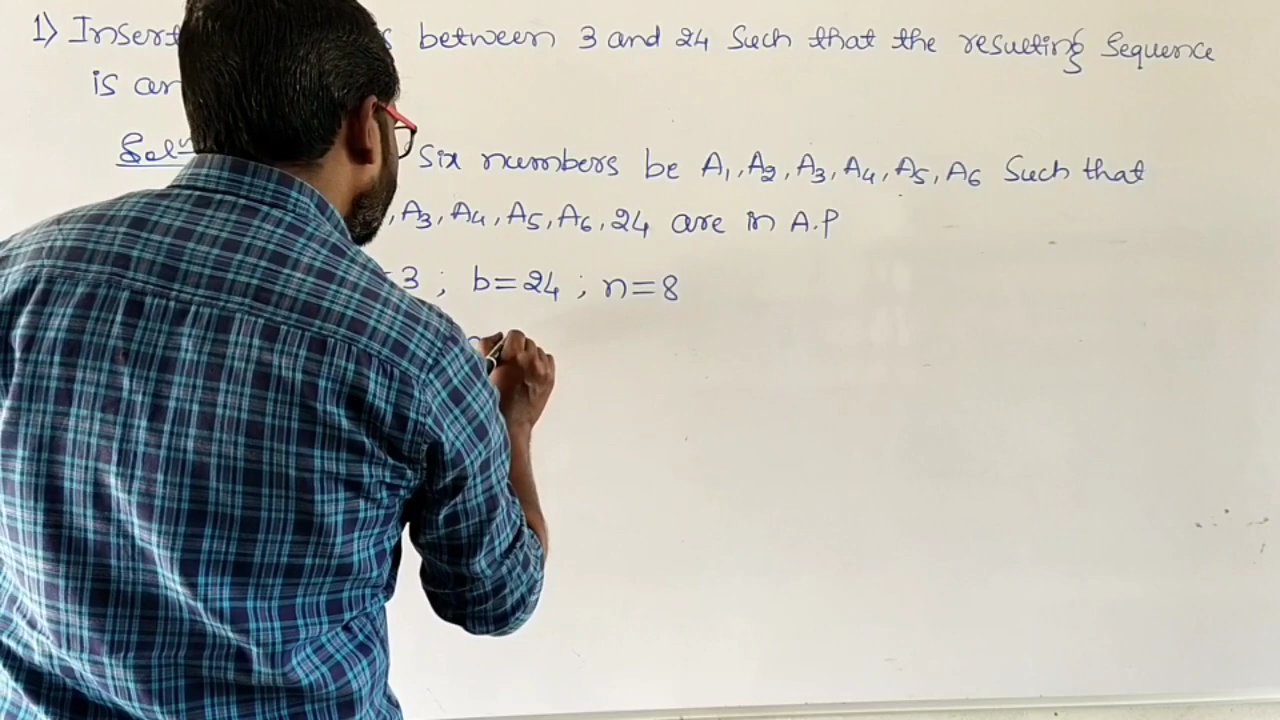 1) Insert between 3 and 24 Such that the resulting Sequence
is an
Solⁿ Six numbers be A₁, A₂, A₃, A₄, A₅, A₆ Such that
, A₃, A₄, A₅, A₆, 24 are in A.P
=3 ; b=24 ; n=8